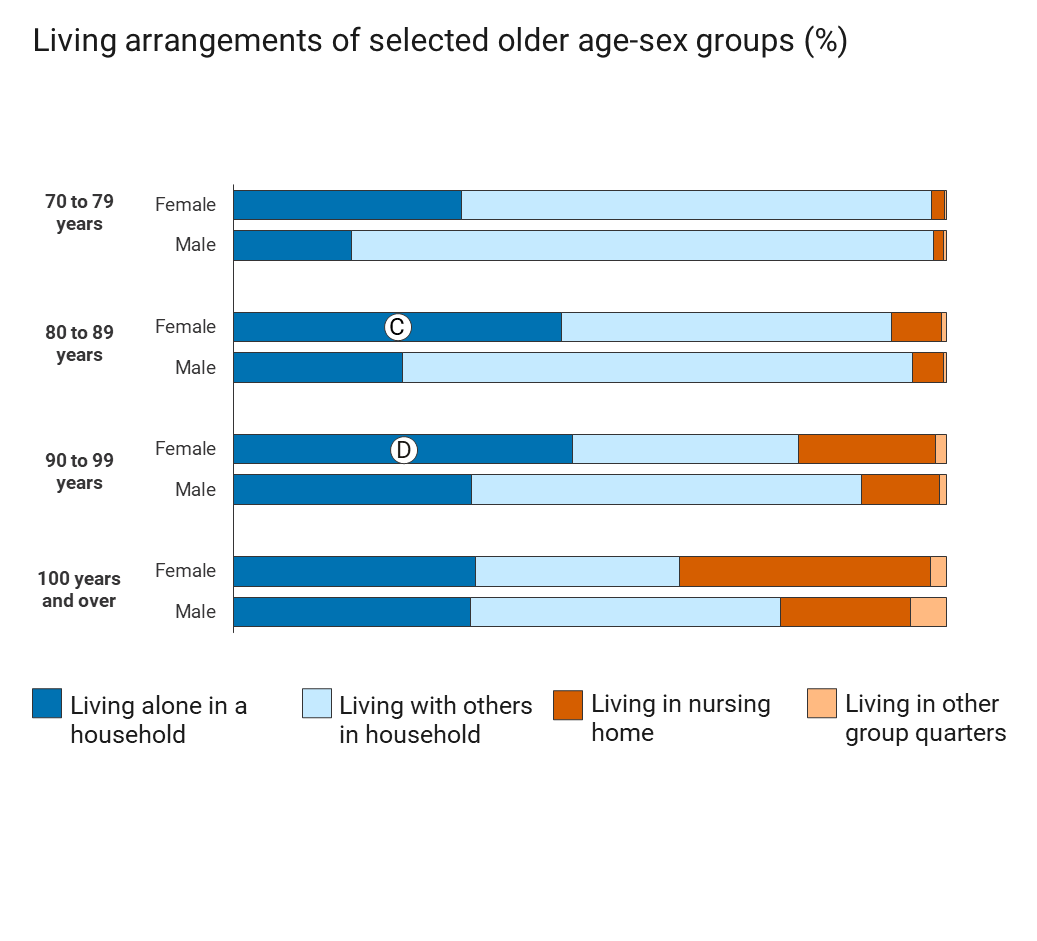 Living arrangements of selected older age-sex groups (%)
70 to 79
years
Female
Male
80 to 89
years
Female
C
Male
90 to 99
years
Female
D
Male
100 years
and over
Female
Male
Living alone in a
household
Living with others
in household
Living in nursing
home
Living in other
group quarters